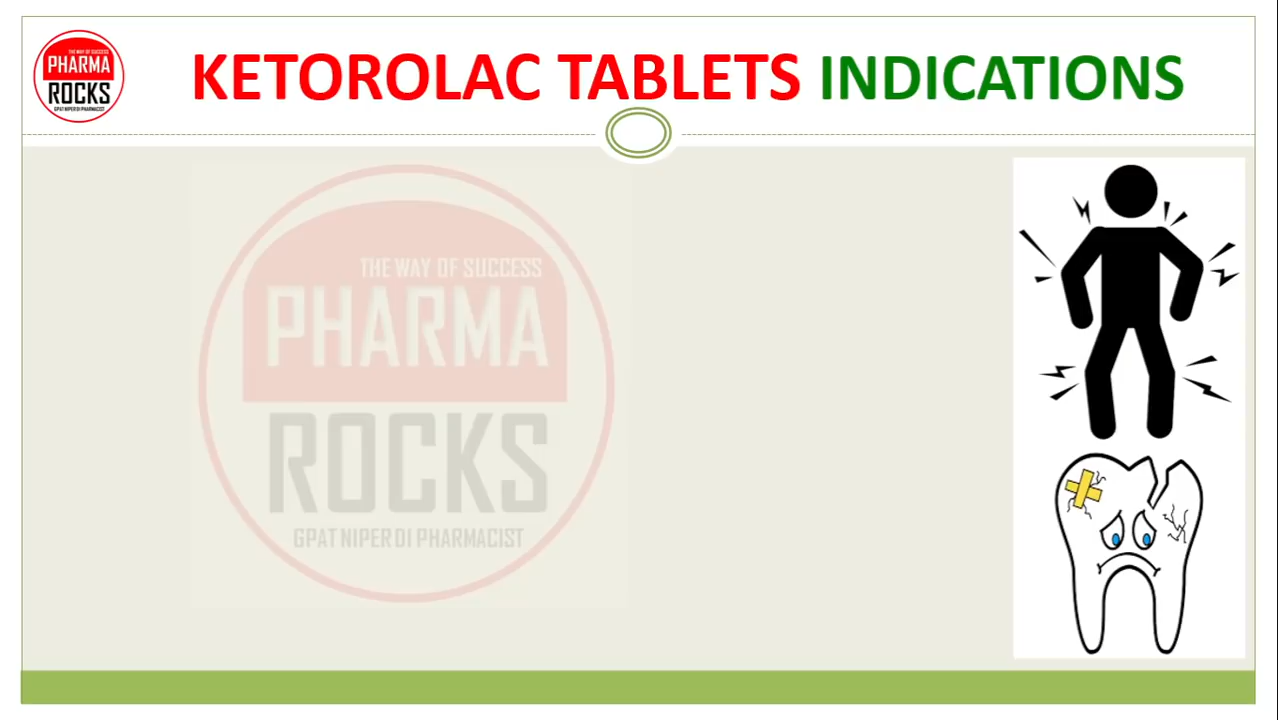 THE WAY OF SUCCESS
PHARMA
ROCKS
GPAT NIPER DI PHARMACIST
KETOROLAC TABLETS INDICATIONS
THE WAY OF SUCCESS
PHARMA
ROCKS
GPAT NIPER DI PHARMACIST